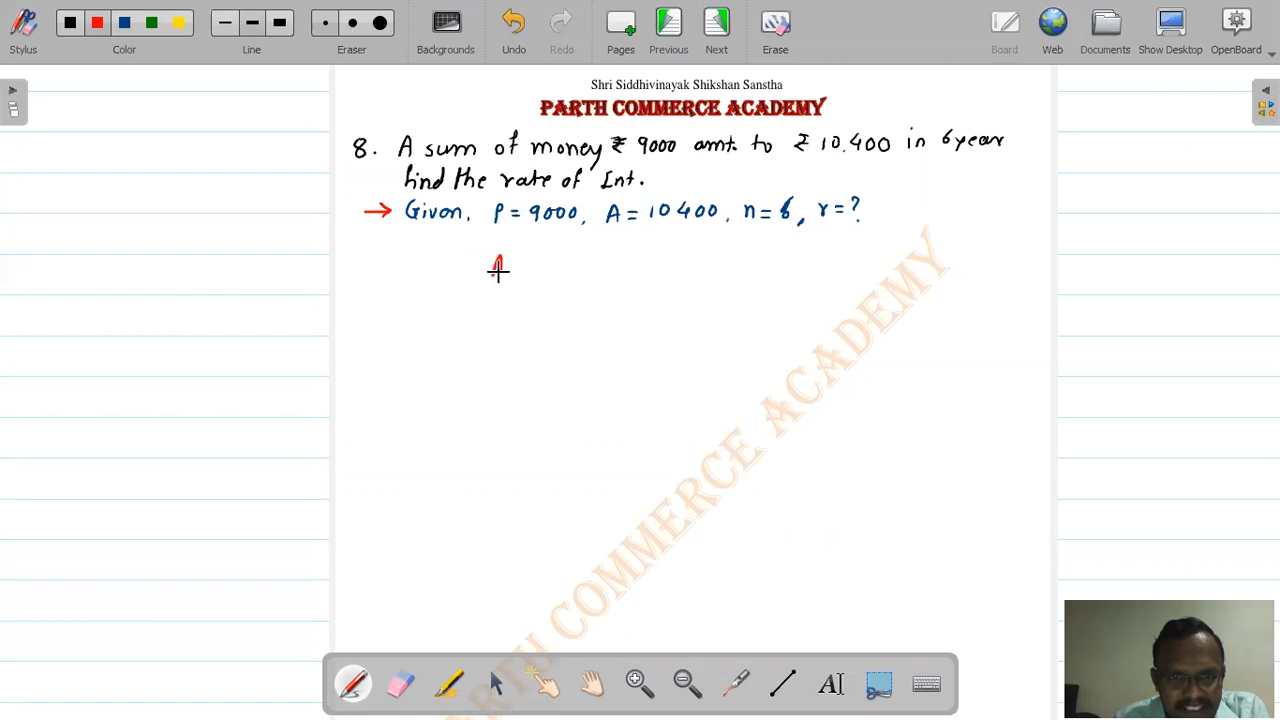 Stylus
Color
Line
Eraser
Backgrounds
Undo
Redo
Pages
Previous
Next
Erase
Board
Web
Documents
Show Desktop
OpenBoard
Shri Siddhivinayak Shikshan Sanstha
PARTH COMMERCE ACADEMY
8. A sum of money ₹ 9000 amt. to ₹ 10,400 in 6 year
find the rate of Int.
→ Given, P = 9000, A = 10400, n = 6, r = ?
A
PARTH COMMERCE ACADEMY